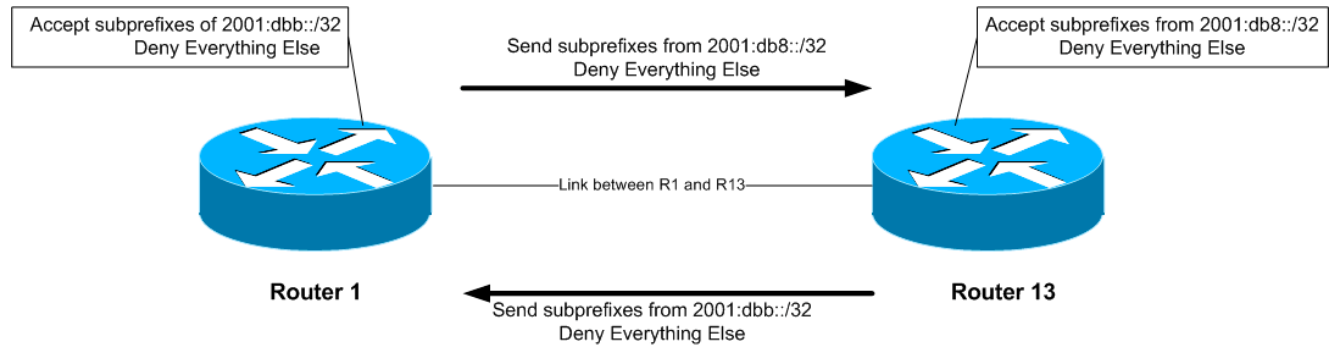 Accept subprefixes of 2001:dbb::/32
Deny Everything Else
Send subprefixes from 2001:db8::/32
Deny Everything Else
Accept subprefixes from 2001:db8::/32
Deny Everything Else
Link between R1 and R13
Router 1
Router 13
Send subprefixes from 2001:dbb::/32
Deny Everything Else